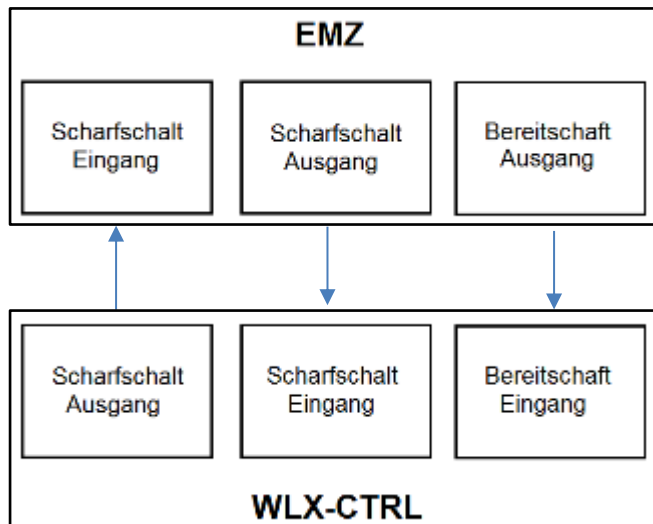 EMZ
Scharfschalt
Eingang
Scharfschalt
Ausgang
Bereitschaft
Ausgang
Scharfschalt
Ausgang
Scharfschalt
Eingang
Bereitschaft
Eingang
WLX-CTRL